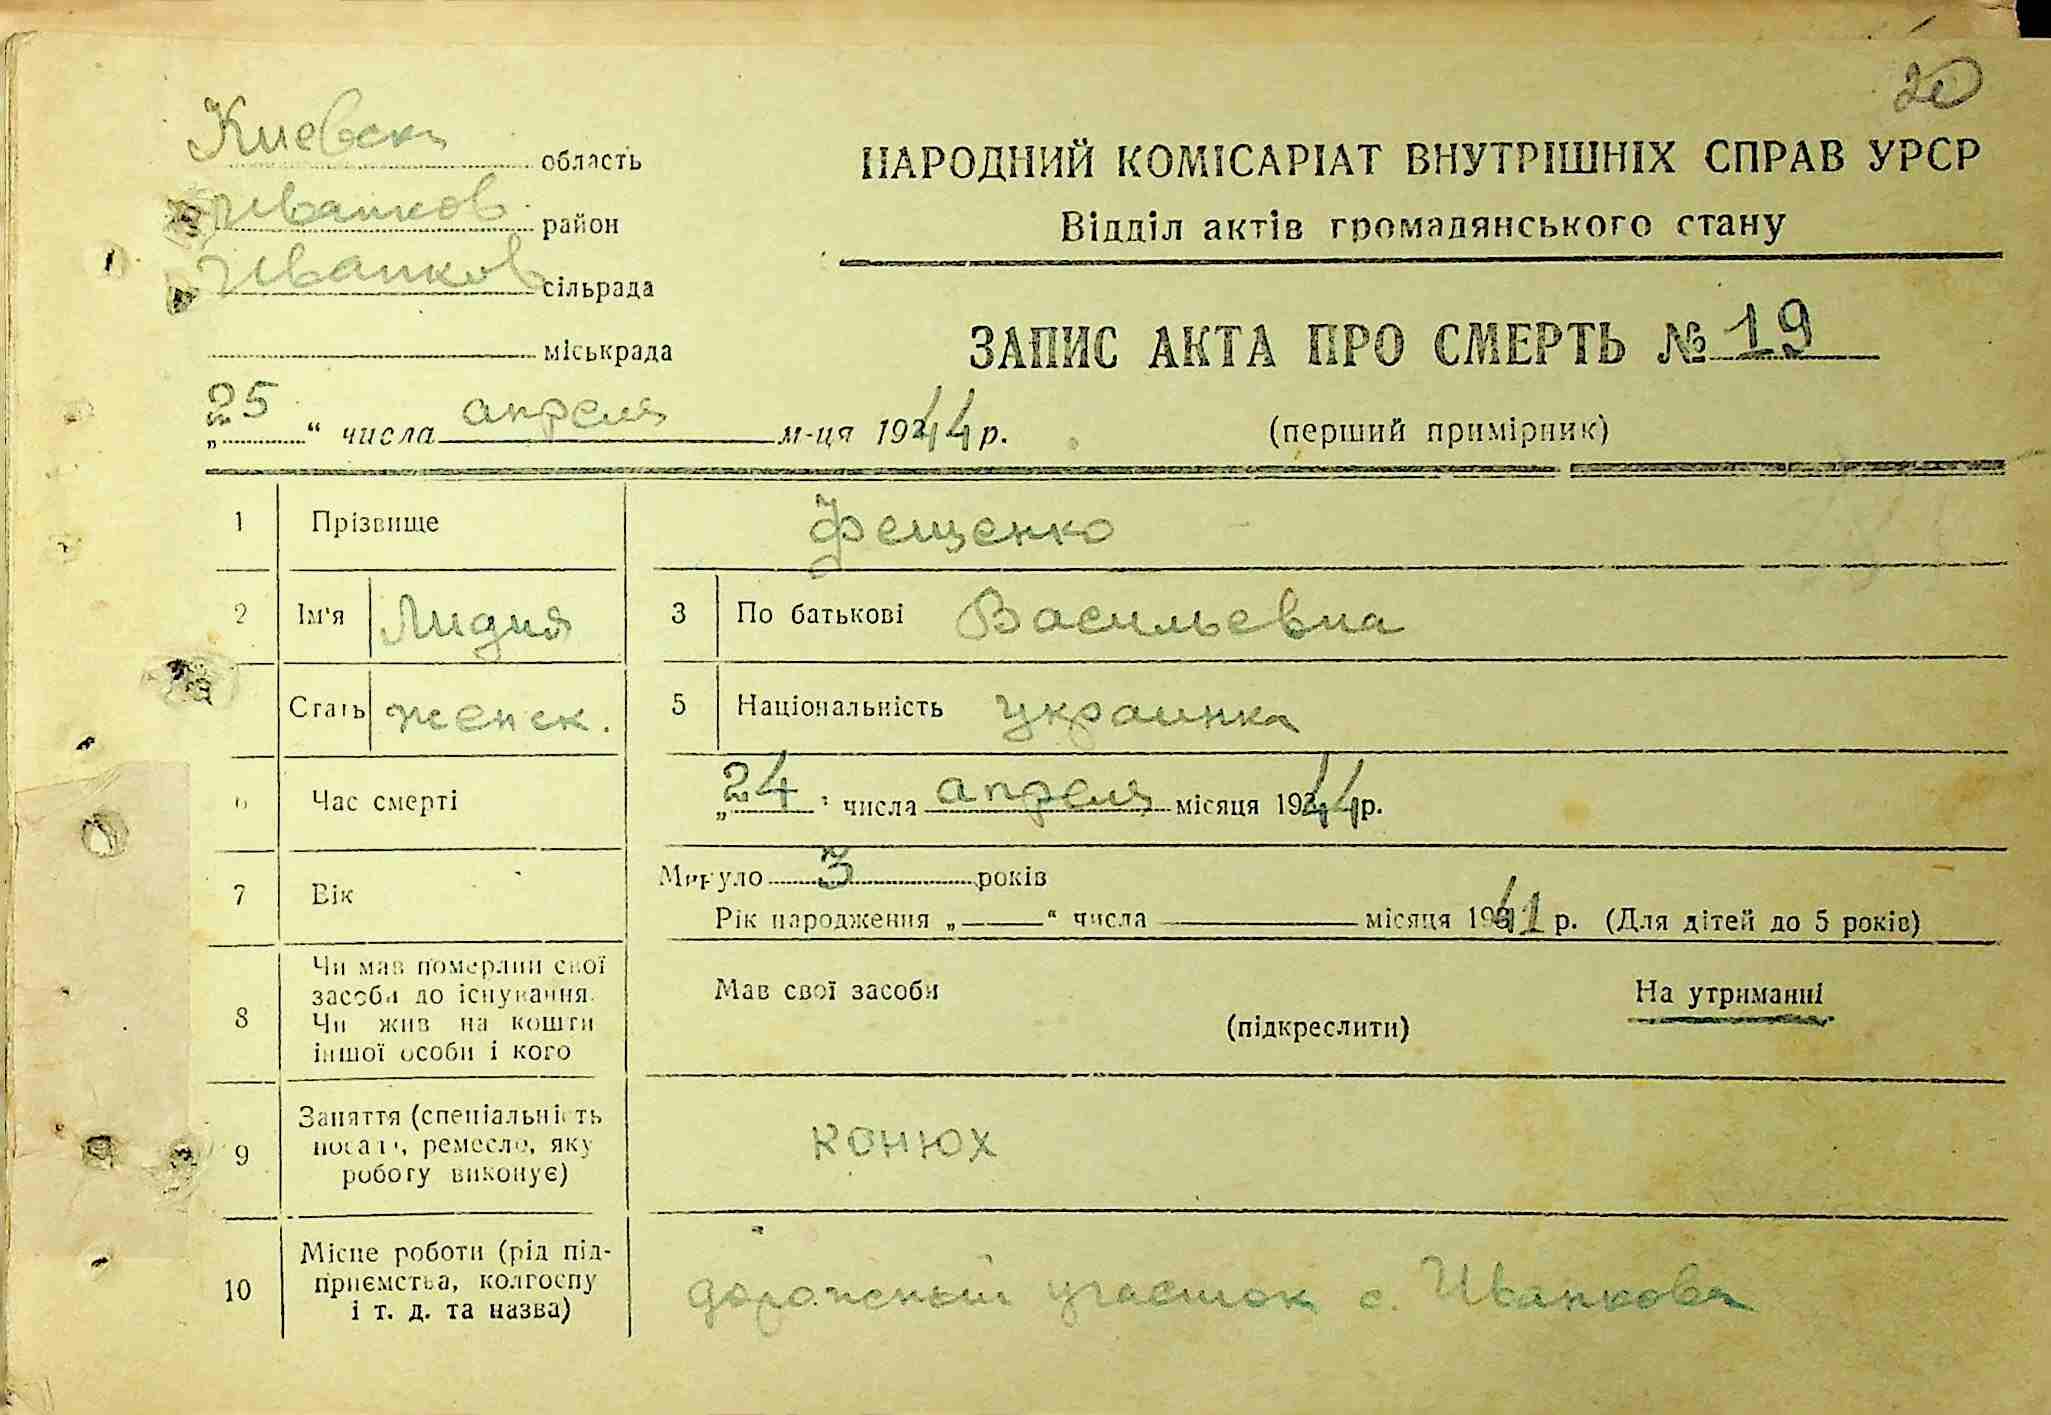 20
Киевск область
Иванков район
Иванков сільрада
міськрада
НАРОДНИЙ КОМІСАРІАТ ВНУТРІШНІХ СПРАВ УРСР
Відділ актів громадянського стану
ЗАПИС АКТА ПРО СМЕРТЬ № 19
„25“ числа апреля м-ця 1944 р.
(перший примірник)
1 Прізвище Фещенко
2 Ім'я Лидия 3 По батькові Васильевна
Стать женск. 5 Національність украинка
6 Час смерті „24“ числа апреля місяця 1944 р.
7 Вік Минуло 3 років
Рік народження „—“ числа — місяця 1941 р. (Для дітей до 5 років)
8 Чи мав померлий свої
засоби до існування.
Чи жив на кошти
іншої особи і кого
Мав свої засоби
(підкреслити)
На утриманні
9 Заняття (спеціальність
посада, ремесло, яку
роботу виконує)
конюх
10 Місце роботи (рід під-
приємства, колгоспу
і т. д. та назва)
дорожный участок с. Иванкова